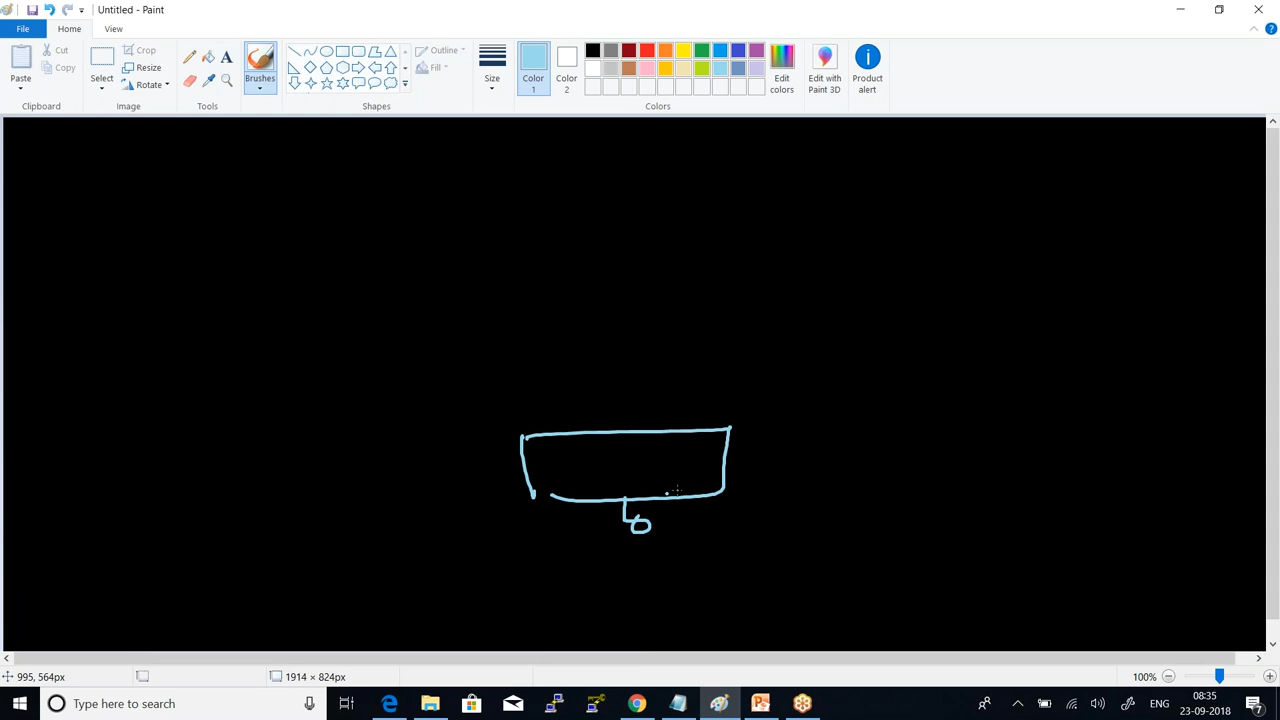 Untitled - Paint
File Home View
Paste
Cut
Copy
Clipboard
Select
Crop
Resize
Rotate
Image
A
Tools
Brushes
Outline
Fill
Shapes
Size
Color
1
Color
2
Edit
colors
Colors
Edit with
Paint 3D
Product
alert
995, 564px 1914 × 824px 100%
Type here to search
ENG
08:35
23-09-2018
7